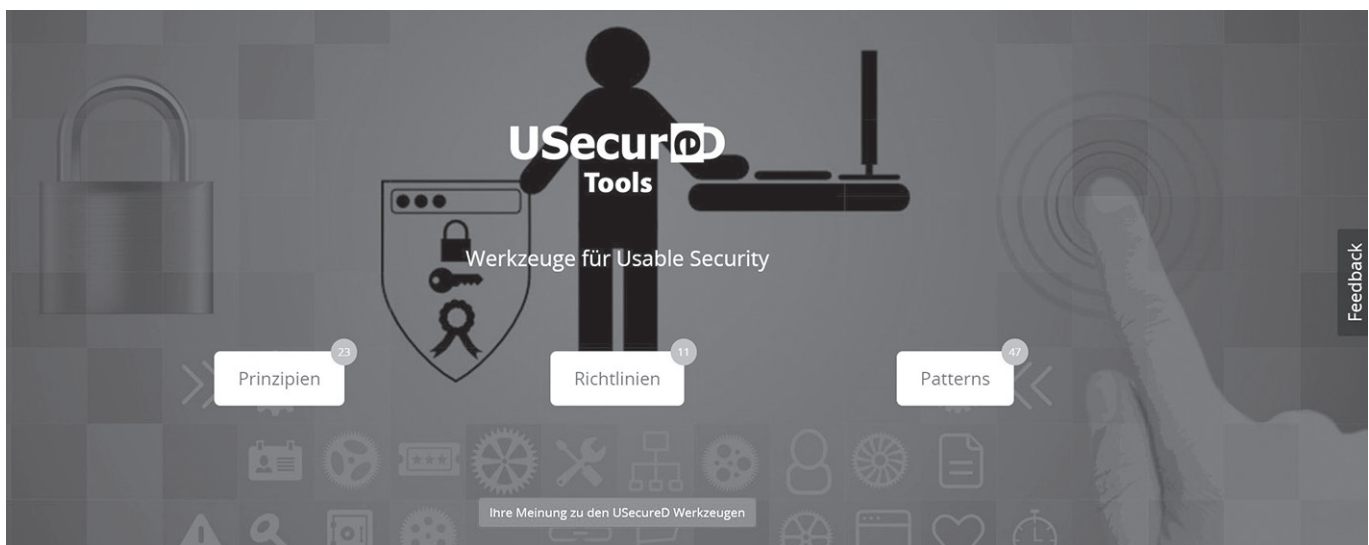 USecureD
Tools
Werkzeuge für Usable Security
Feedback
23
Prinzipien
11
Richtlinien
47
Patterns
Ihre Meinung zu den USecureD Werkzeugen